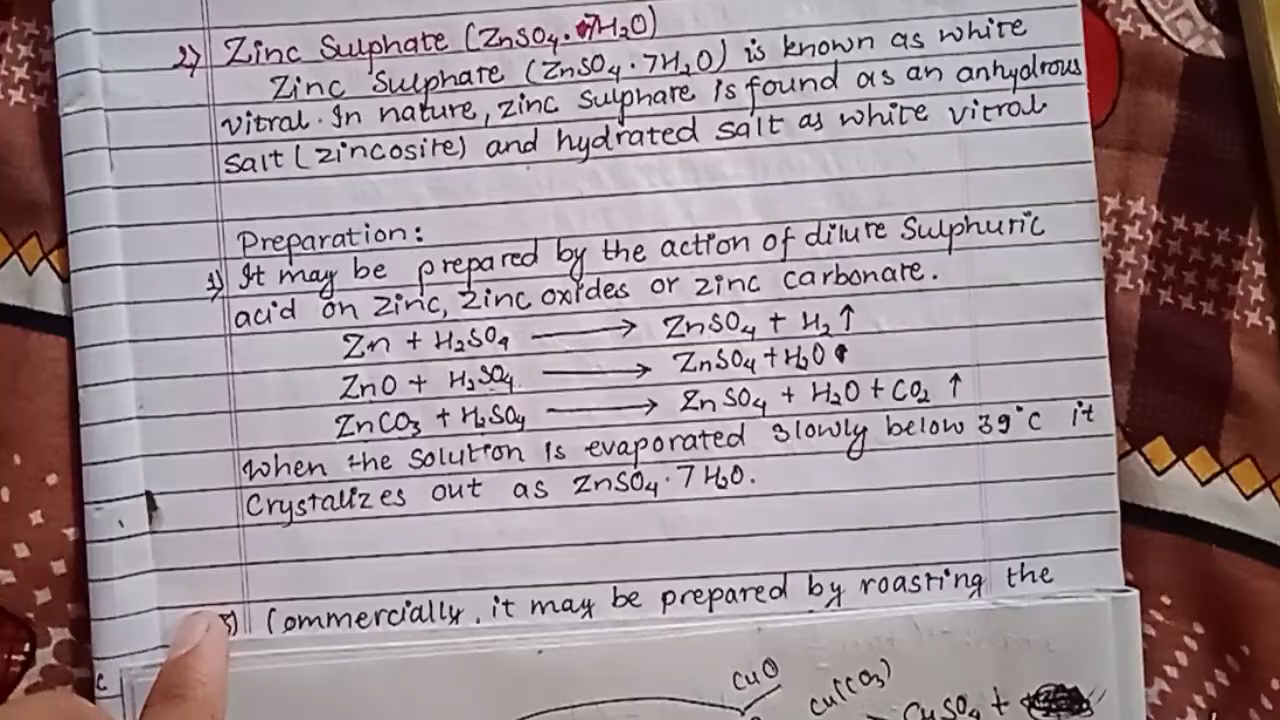 2) Zinc Sulphate (ZnSO4·7H2O)
Zinc Sulphate (ZnSO4·7H2O) is known as white
vitral. In nature, zinc sulphate is found as an anhydrous
salt (zincosite) and hydrated salt as white vitral
Preparation:
1) It may be prepared by the action of dilute Sulphuric
acid on zinc, zinc oxides or zinc carbonate.
Zn + H2SO4 → ZnSO4 + H2↑
ZnO + H2SO4 → ZnSO4 + H2O
ZnCO3 + H2SO4 → ZnSO4 + H2O + CO2 ↑
When the solution is evaporated slowly below 39°C it
Crystalizes out as ZnSO4·7H2O.
Commercially, it may be prepared by roasting the
c
CuO
Cu(CO3)
CuSO4 +